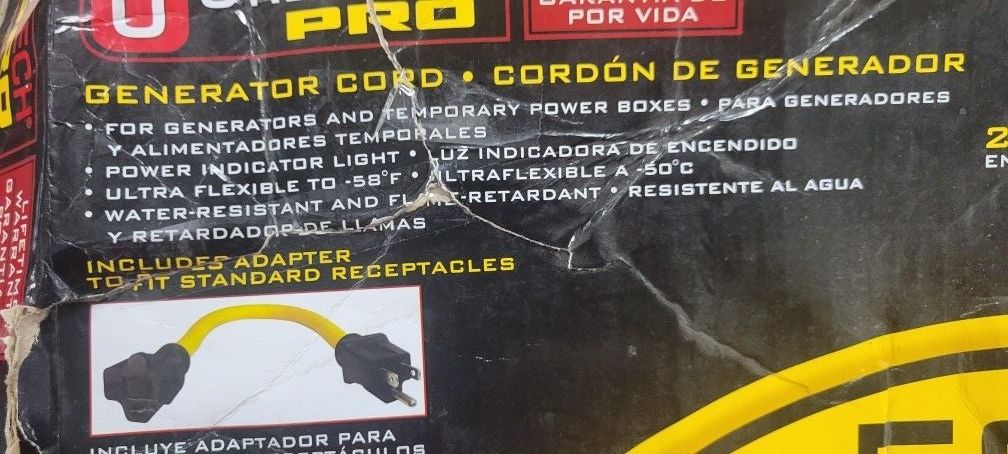 PRO
POR VIDA
GENERATOR CORD • CORDÓN DE GENERADOR
• FOR GENERATORS AND TEMPORARY POWER BOXES • PARA GENERADORES
Y ALIMENTADORES TEMPORALES
• POWER INDICATOR LIGHT • LUZ INDICADORA DE ENCENDIDO
• ULTRA FLEXIBLE TO -58°F • ULTRAFLEXIBLE A -50°C
• WATER-RESISTANT AND FLAME-RETARDANT • RESISTENTE AL AGUA
Y RETARDADOR DE LLAMAS
INCLUDES ADAPTER
TO FIT STANDARD RECEPTACLES
INCLUYE ADAPTADOR PARA
LIFETIME
WARRANTY